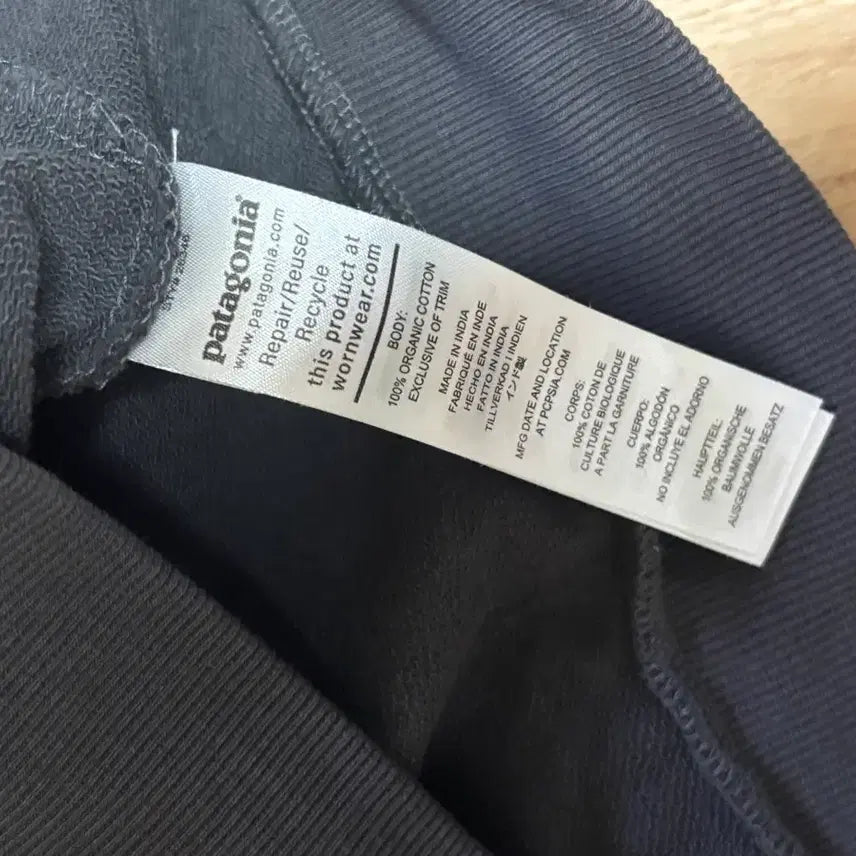 patagonia®
www.patagonia.com
Repair/Reuse/
Recycle
this product at
wornwear.com
BODY:
100% ORGANIC COTTON
EXCLUSIVE OF TRIM
MADE IN INDIA
FABRIQUÉ EN INDE
HECHO EN INDIA
FATTO IN INDIA
TILLVERKAD I INDIEN
インド製
MFG DATE AND LOCATION
AT PCPSIA.COM
CORPS:
100% COTON DE
CULTURE BIOLOGIQUE
A PART LA GARNITURE
CUERPO:
100% ALGODÓN
ORGÁNICO
NO INCLUYE EL ADORNO
HAUPTTEIL:
100% ORGANISCHE
BAUMWOLLE
AUSGENOMMEN BESATZ